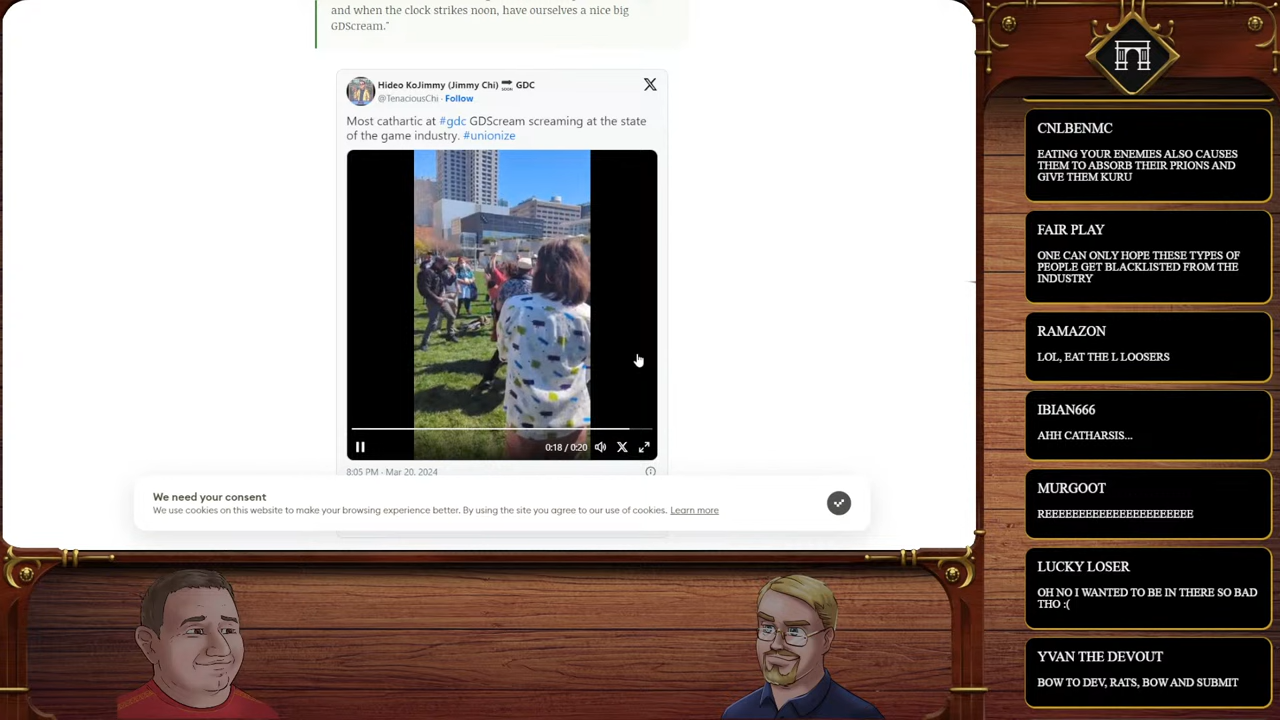 and when the clock strikes noon, have ourselves a nice big
GDScream."
Hideo KoJimmy (Jimmy Chi) 🔜 GDC
@TenaciousChi · Follow
Most cathartic at #gdc GDScream screaming at the state
of the game industry. #unionize
0:18 / 0:20
8:05 PM · Mar 20, 2024
We need your consent
We use cookies on this website to make your browsing experience better. By using the site you agree to our use of cookies. Learn more
CNLBENMC
EATING YOUR ENEMIES ALSO CAUSES
THEM TO ABSORB THEIR PRIONS AND
GIVE THEM KURU
FAIR PLAY
ONE CAN ONLY HOPE THESE TYPES OF
PEOPLE GET BLACKLISTED FROM THE
INDUSTRY
RAMAZON
LOL, EAT THE L LOOSERS
IBIAN666
AHH CATHARSIS...
MURGOOT
REEEEEEEEEEEEEEEEEEEEEE
LUCKY LOSER
OH NO I WANTED TO BE IN THERE SO BAD
THO :(
YVAN THE DEVOUT
BOW TO DEV, RATS, BOW AND SUBMIT